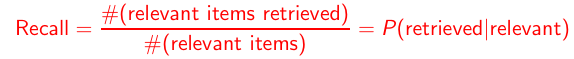 Recall = #(relevant items retrieved) / #(relevant items) = P(retrieved|relevant)